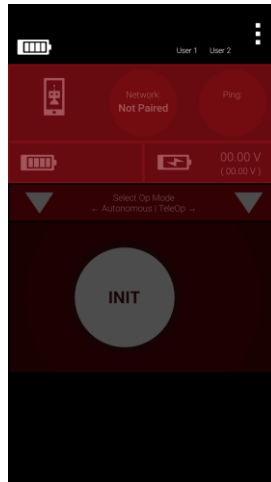 User 1 User 2
Network:
Not Paired
Ping:
00.00 V
( 00.00 V )
Select Op Mode
← Autonomous | TeleOp →
INIT